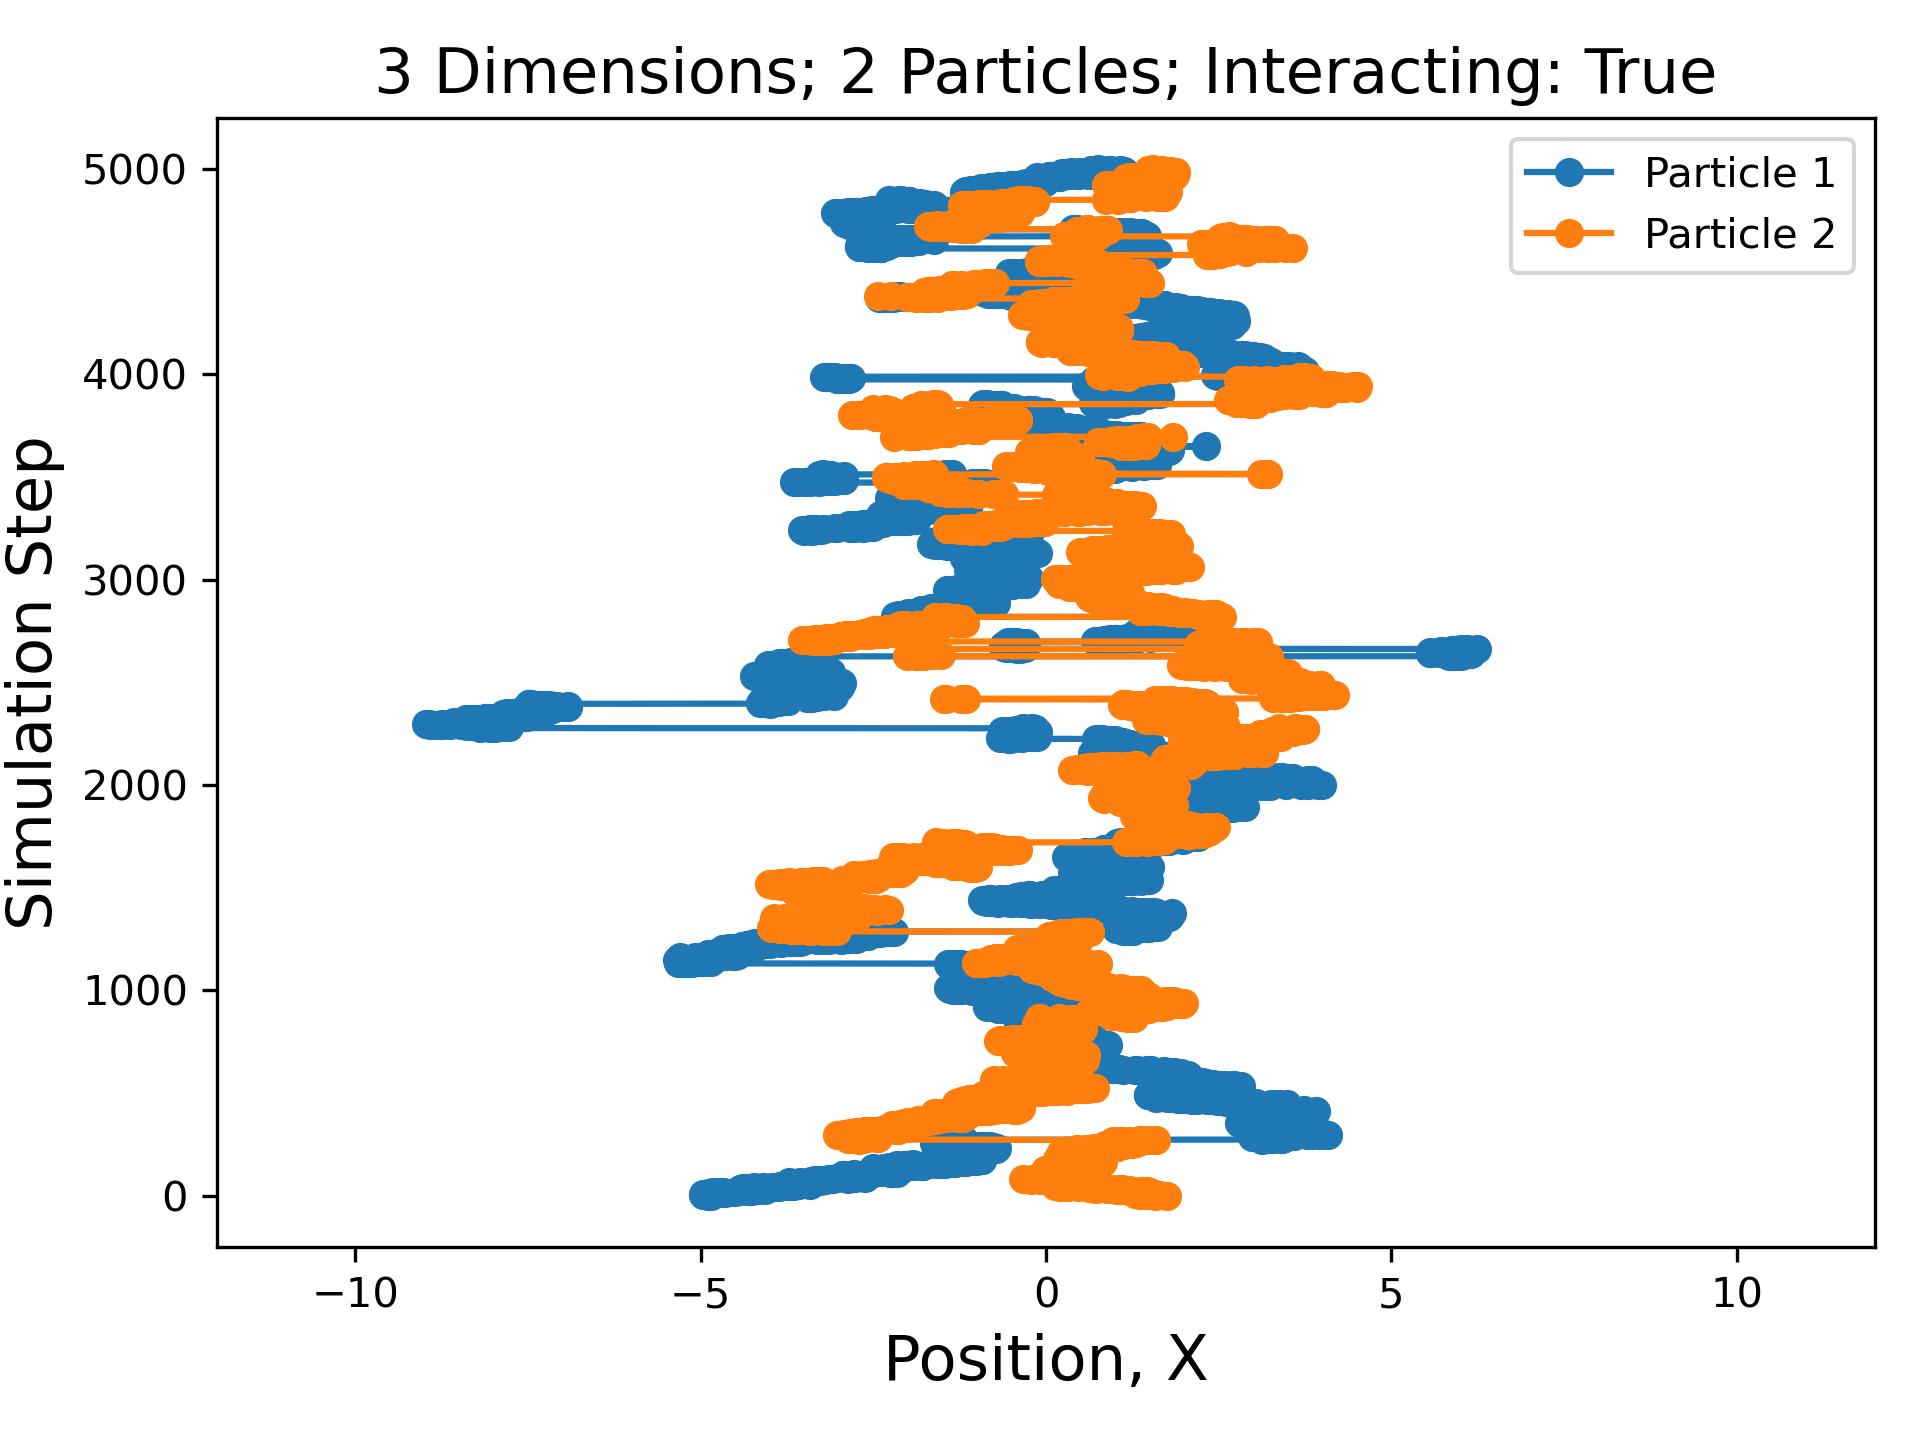 3 Dimensions; 2 Particles; Interacting: True
Particle 1
Particle 2
Simulation Step
5000
4000
3000
2000
1000
0
−10
−5
0
5
10
Position, X